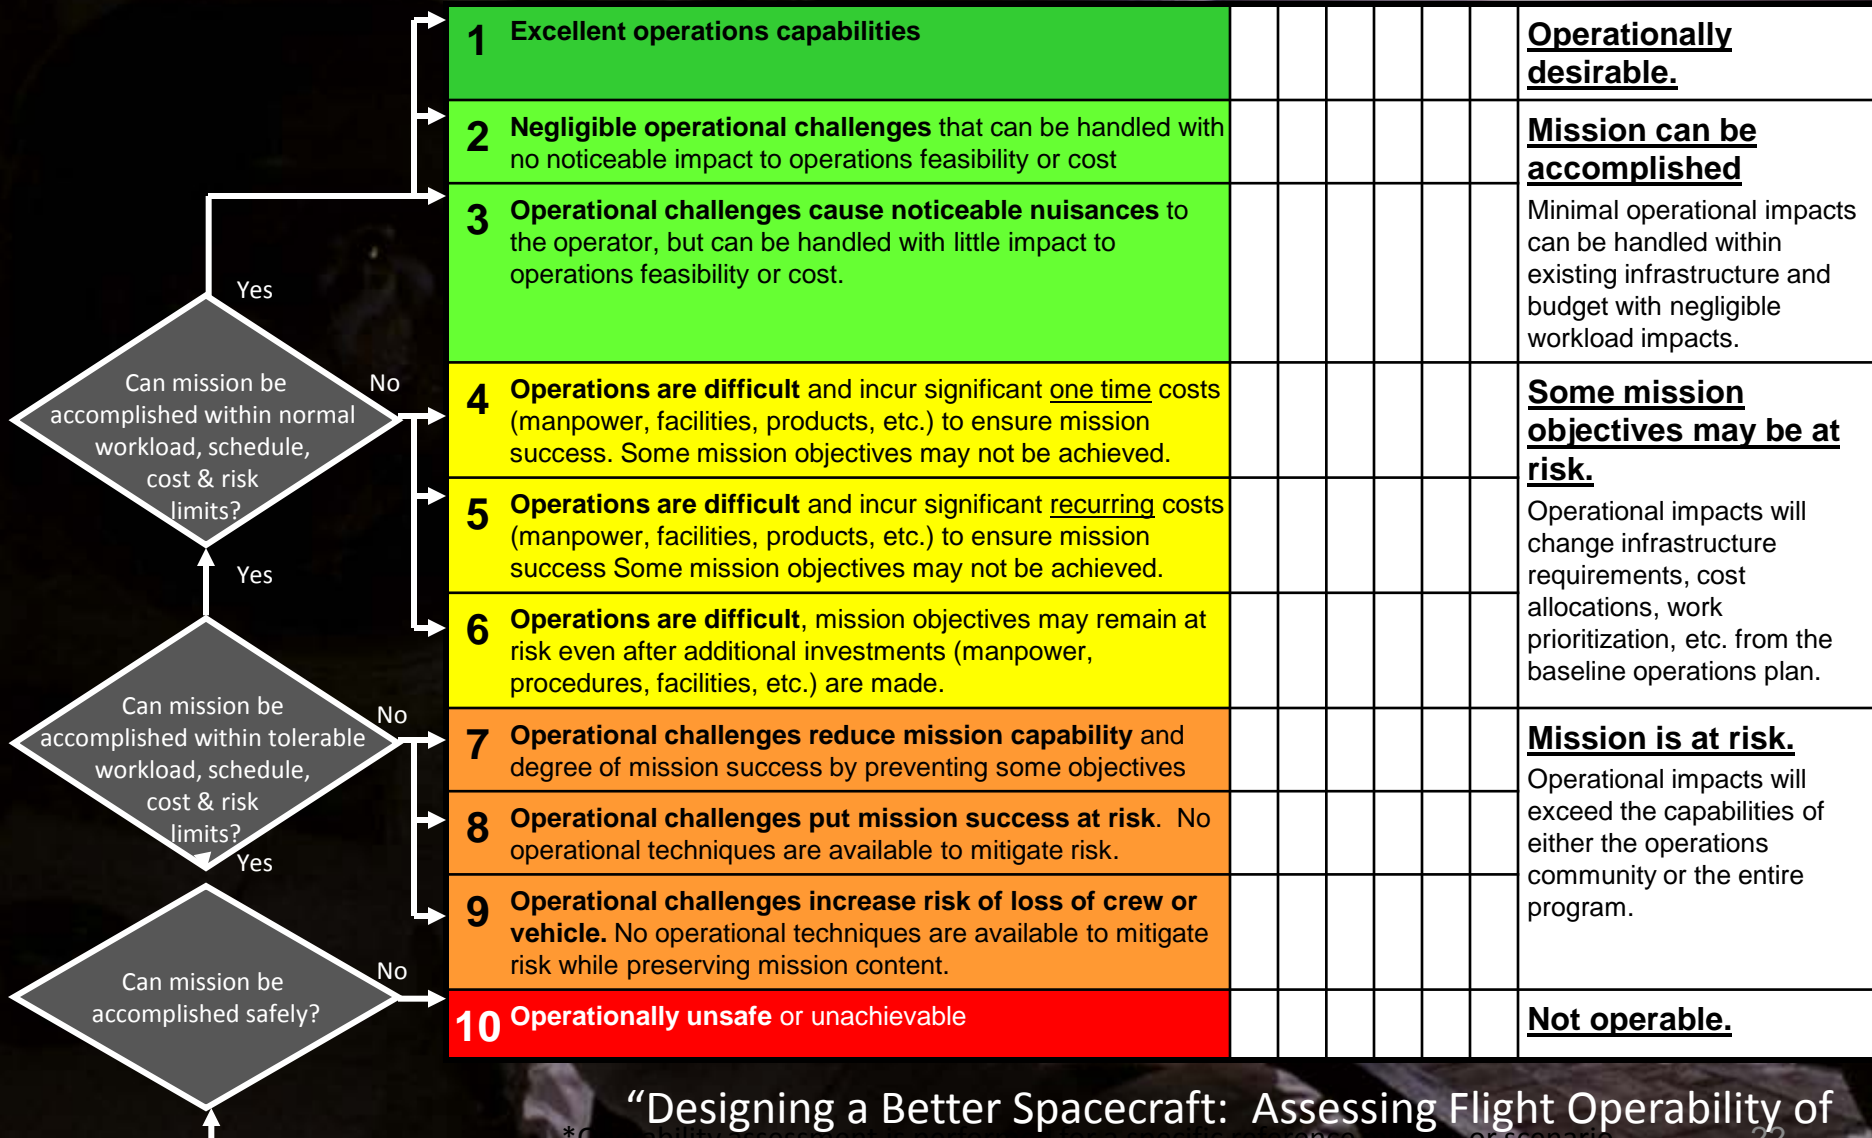 1 Excellent operations capabilities
2 Negligible operational challenges that can be handled with
no noticeable impact to operations feasibility or cost
3 Operational challenges cause noticeable nuisances to
the operator, but can be handled with little impact to
operations feasibility or cost.
4 Operations are difficult and incur significant one time costs
(manpower, facilities, products, etc.) to ensure mission
success. Some mission objectives may not be achieved.
5 Operations are difficult and incur significant recurring costs
(manpower, facilities, products, etc.) to ensure mission
success Some mission objectives may not be achieved.
6 Operations are difficult, mission objectives may remain at
risk even after additional investments (manpower,
procedures, facilities, etc.) are made.
7 Operational challenges reduce mission capability and
degree of mission success by preventing some objectives
8 Operational challenges put mission success at risk. No
operational techniques are available to mitigate risk.
9 Operational challenges increase risk of loss of crew or
vehicle. No operational techniques are available to mitigate
risk while preserving mission content.
10 Operationally unsafe or unachievable
Operationally
desirable.
Mission can be
accomplished
Minimal operational impacts
can be handled within
existing infrastructure and
budget with negligible
workload impacts.
Some mission
objectives may be at
risk.
Operational impacts will
change infrastructure
requirements, cost
allocations, work
prioritization, etc. from the
baseline operations plan.
Mission is at risk.
Operational impacts will
exceed the capabilities of
either the operations
community or the entire
program.
Not operable.
Yes
Can mission be
accomplished within normal
workload, schedule,
cost & risk
limits?
No
Yes
Can mission be
accomplished within tolerable
workload, schedule,
cost & risk
limits?
No
Yes
Can mission be
accomplished safely?
No
“Designing a Better Spacecraft: Assessing Flight Operability of
or scenario